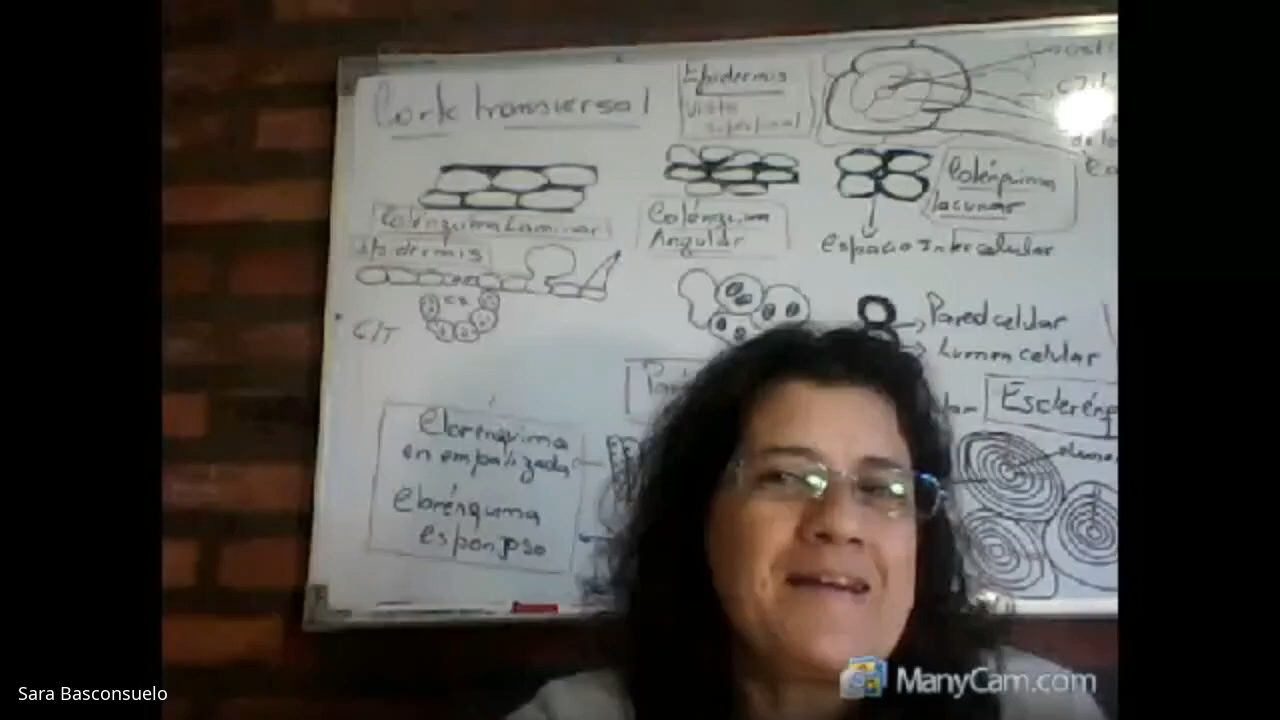 Corte transversal
Epidermis
Vista
superficial
Colénquima Laminar
Colénquima
Angular
Colénquima
lacunar
espacio Intercelular
Epidermis
C/T
Pared celular
Lumen celular
Clorénquima
en empalizada
Clorénquima
esponjoso
Sara Basconsuelo
ManyCam.com